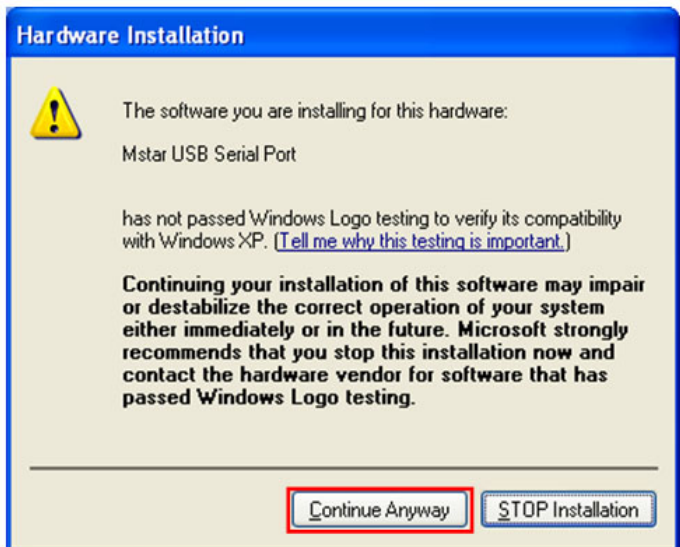 Hardware Installation
The software you are installing for this hardware:
Mstar USB Serial Port
has not passed Windows Logo testing to verify its compatibility
with Windows XP. (Tell me why this testing is important.)
Continuing your installation of this software may impair
or destabilize the correct operation of your system
either immediately or in the future. Microsoft strongly
recommends that you stop this installation now and
contact the hardware vendor for software that has
passed Windows Logo testing.
Continue Anyway STOP Installation